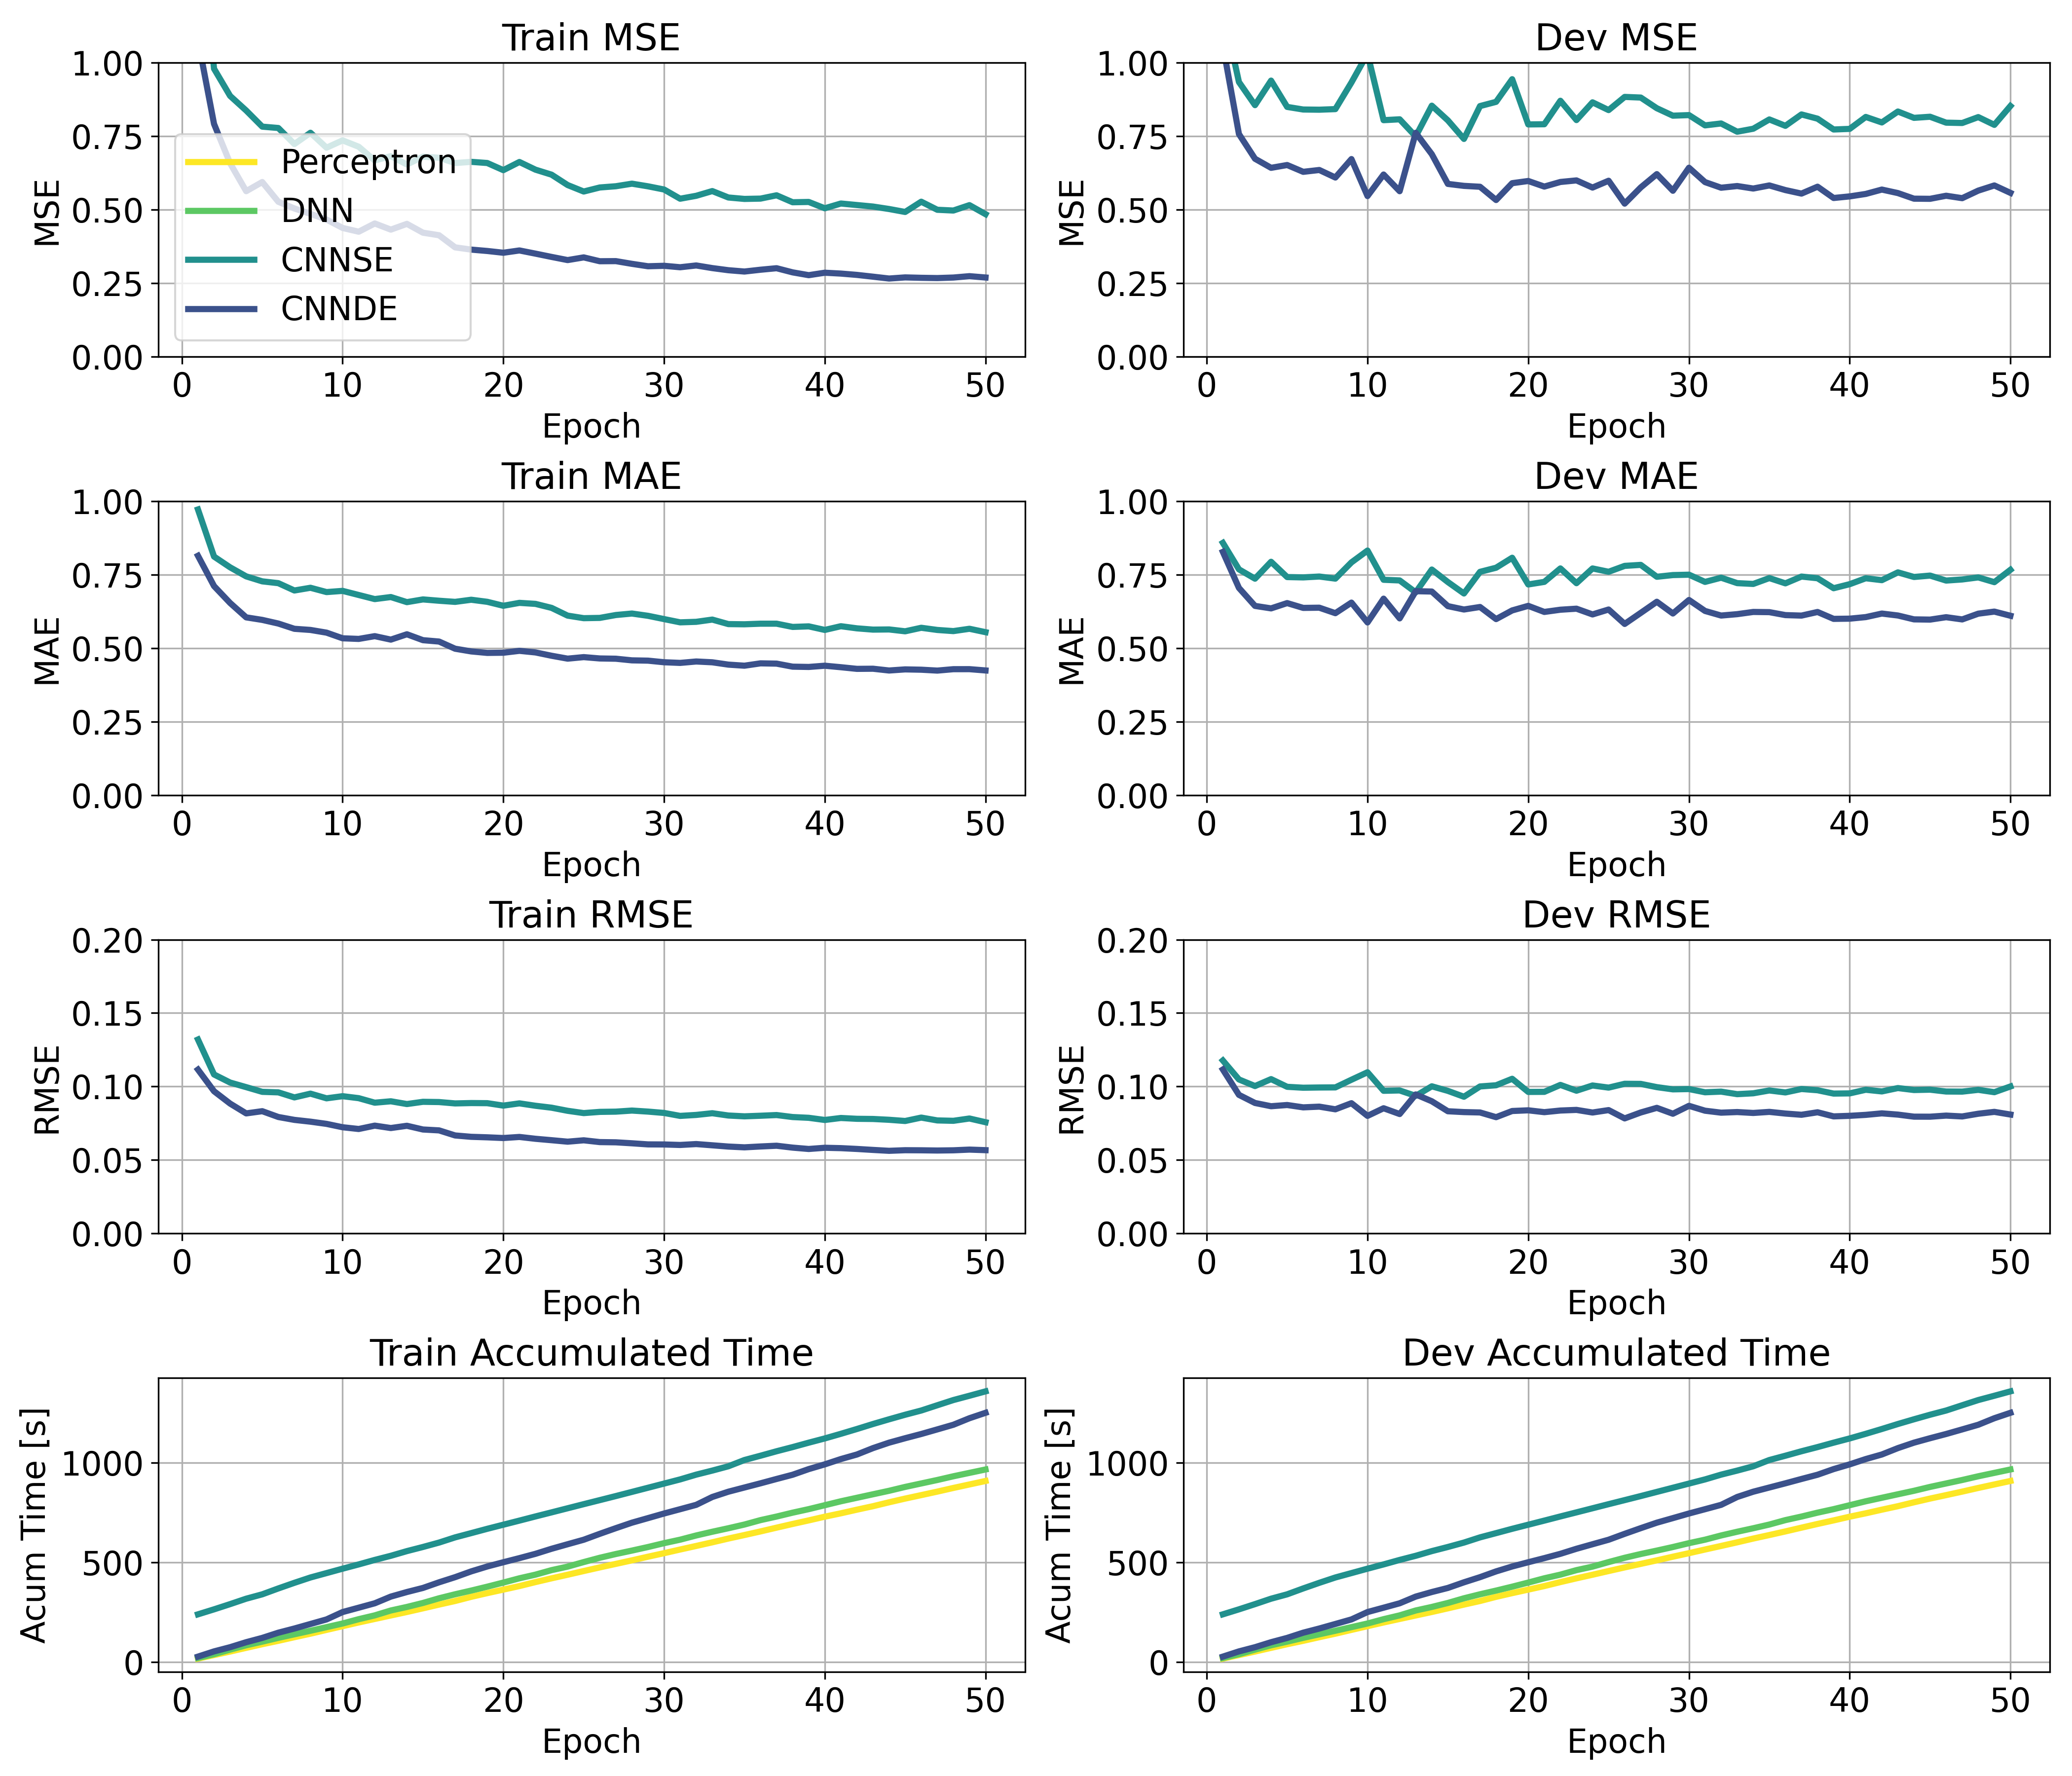 Train MSE
MSE
1.00
0.75
0.50
0.25
0.00
Perceptron
DNN
CNNSE
CNNDE
0 10 20 30 40 50
Epoch
Dev MSE
MSE
1.00
0.75
0.50
0.25
0.00
0 10 20 30 40 50
Epoch
Train MAE
MAE
1.00
0.75
0.50
0.25
0.00
0 10 20 30 40 50
Epoch
Dev MAE
MAE
1.00
0.75
0.50
0.25
0.00
0 10 20 30 40 50
Epoch
Train RMSE
RMSE
0.20
0.15
0.10
0.05
0.00
0 10 20 30 40 50
Epoch
Dev RMSE
RMSE
0.20
0.15
0.10
0.05
0.00
0 10 20 30 40 50
Epoch
Train Accumulated Time
Acum Time [s]
1000
500
0
0 10 20 30 40 50
Epoch
Dev Accumulated Time
Acum Time [s]
1000
500
0
0 10 20 30 40 50
Epoch